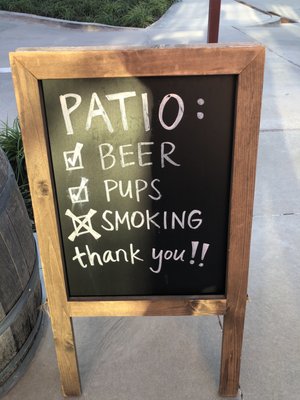 PATIO:
☑ BEER
☑ PUPS
☒ SMOKING
thank you!!